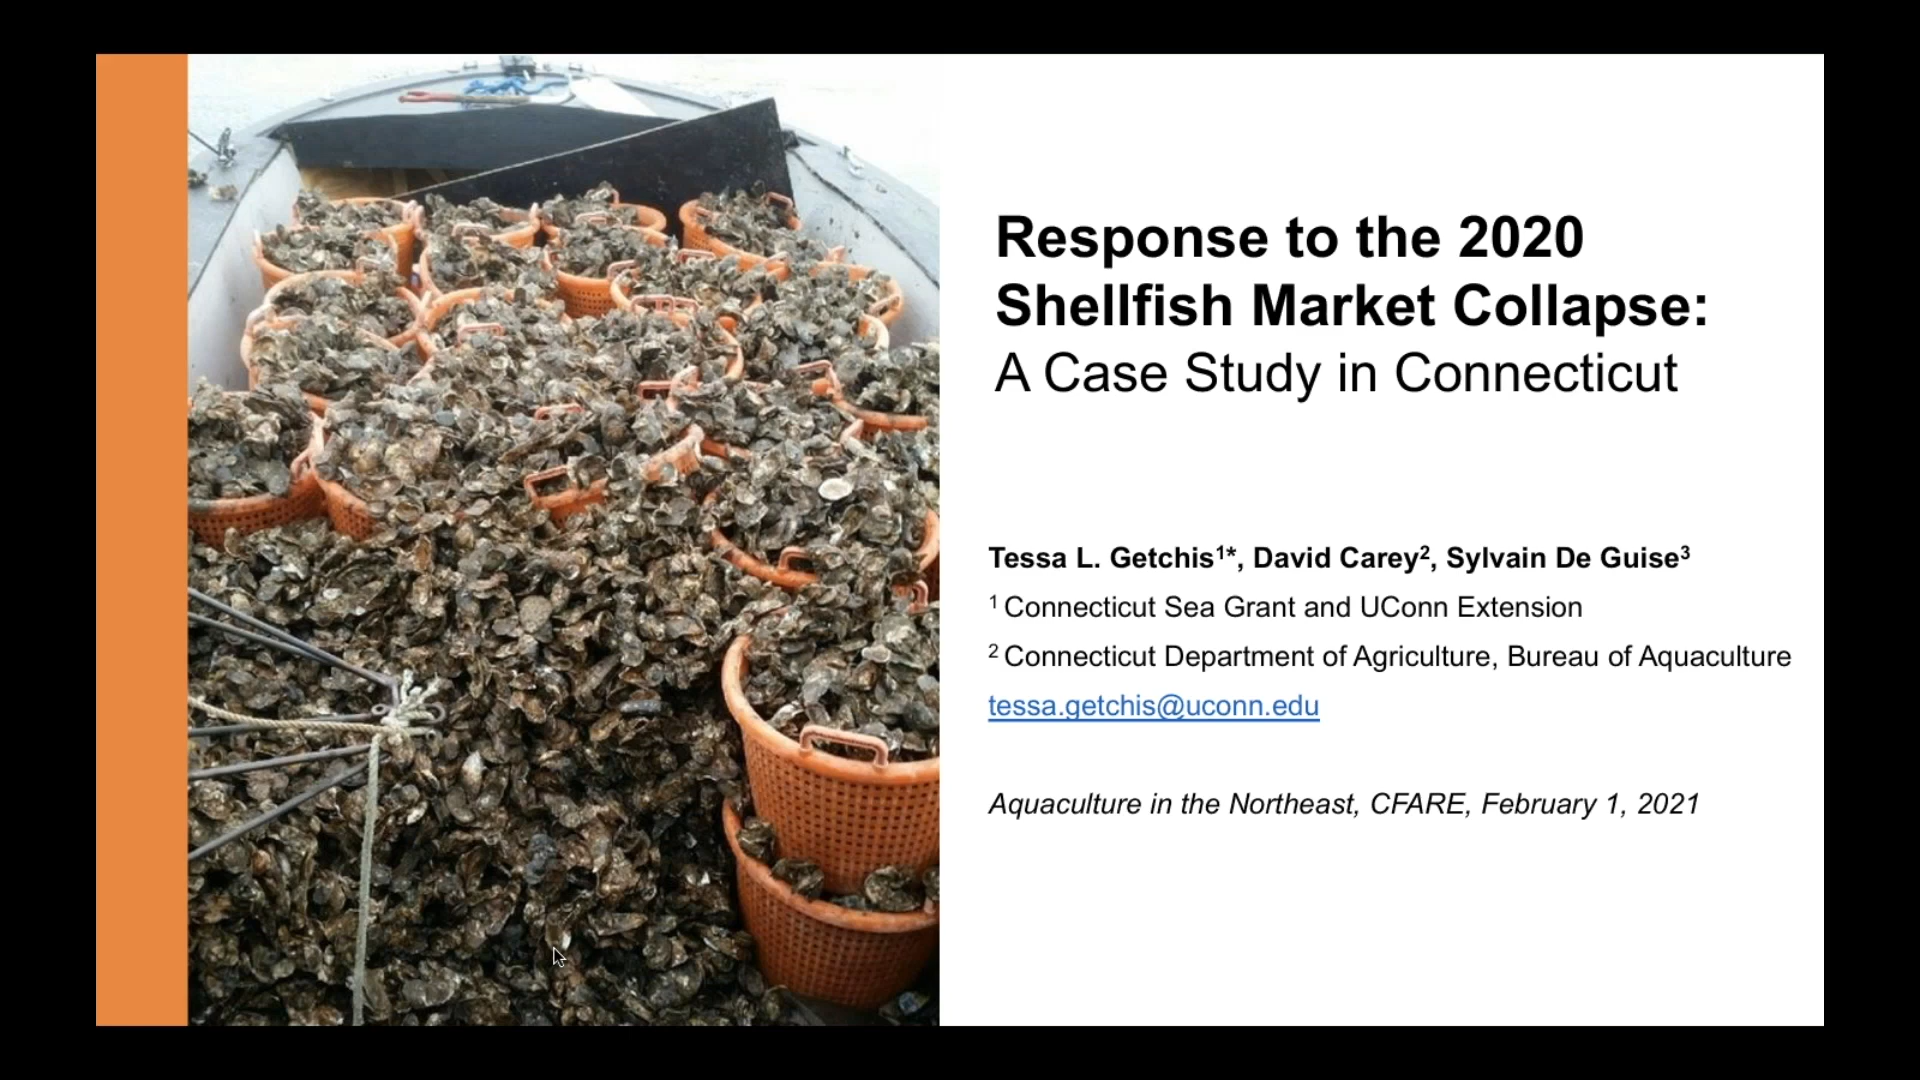 Response to the 2020
Shellfish Market Collapse:
A Case Study in Connecticut
Tessa L. Getchis¹*, David Carey², Sylvain De Guise³
¹ Connecticut Sea Grant and UConn Extension
² Connecticut Department of Agriculture, Bureau of Aquaculture
tessa.getchis@uconn.edu
Aquaculture in the Northeast, CFARE, February 1, 2021